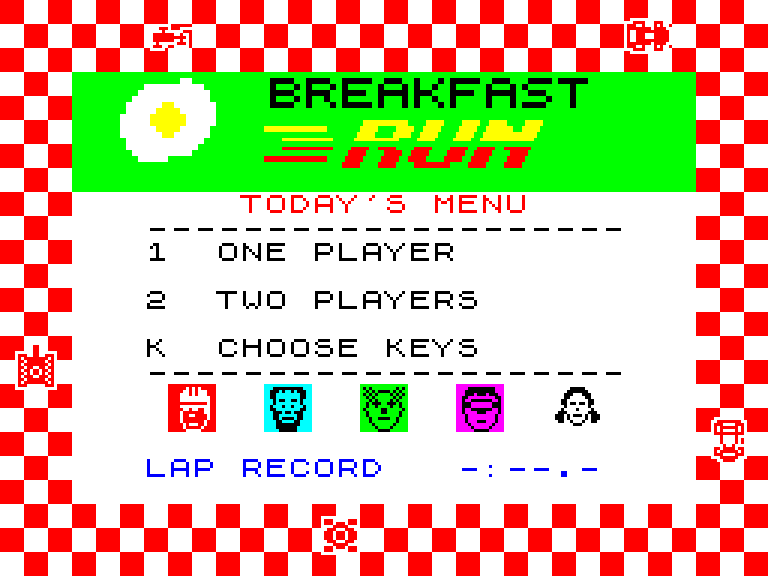 BREAKFAST
RUN
TODAY'S MENU
--------------------
1 ONE PLAYER
2 TWO PLAYERS
K CHOOSE KEYS
--------------------
LAP RECORD -:--.-